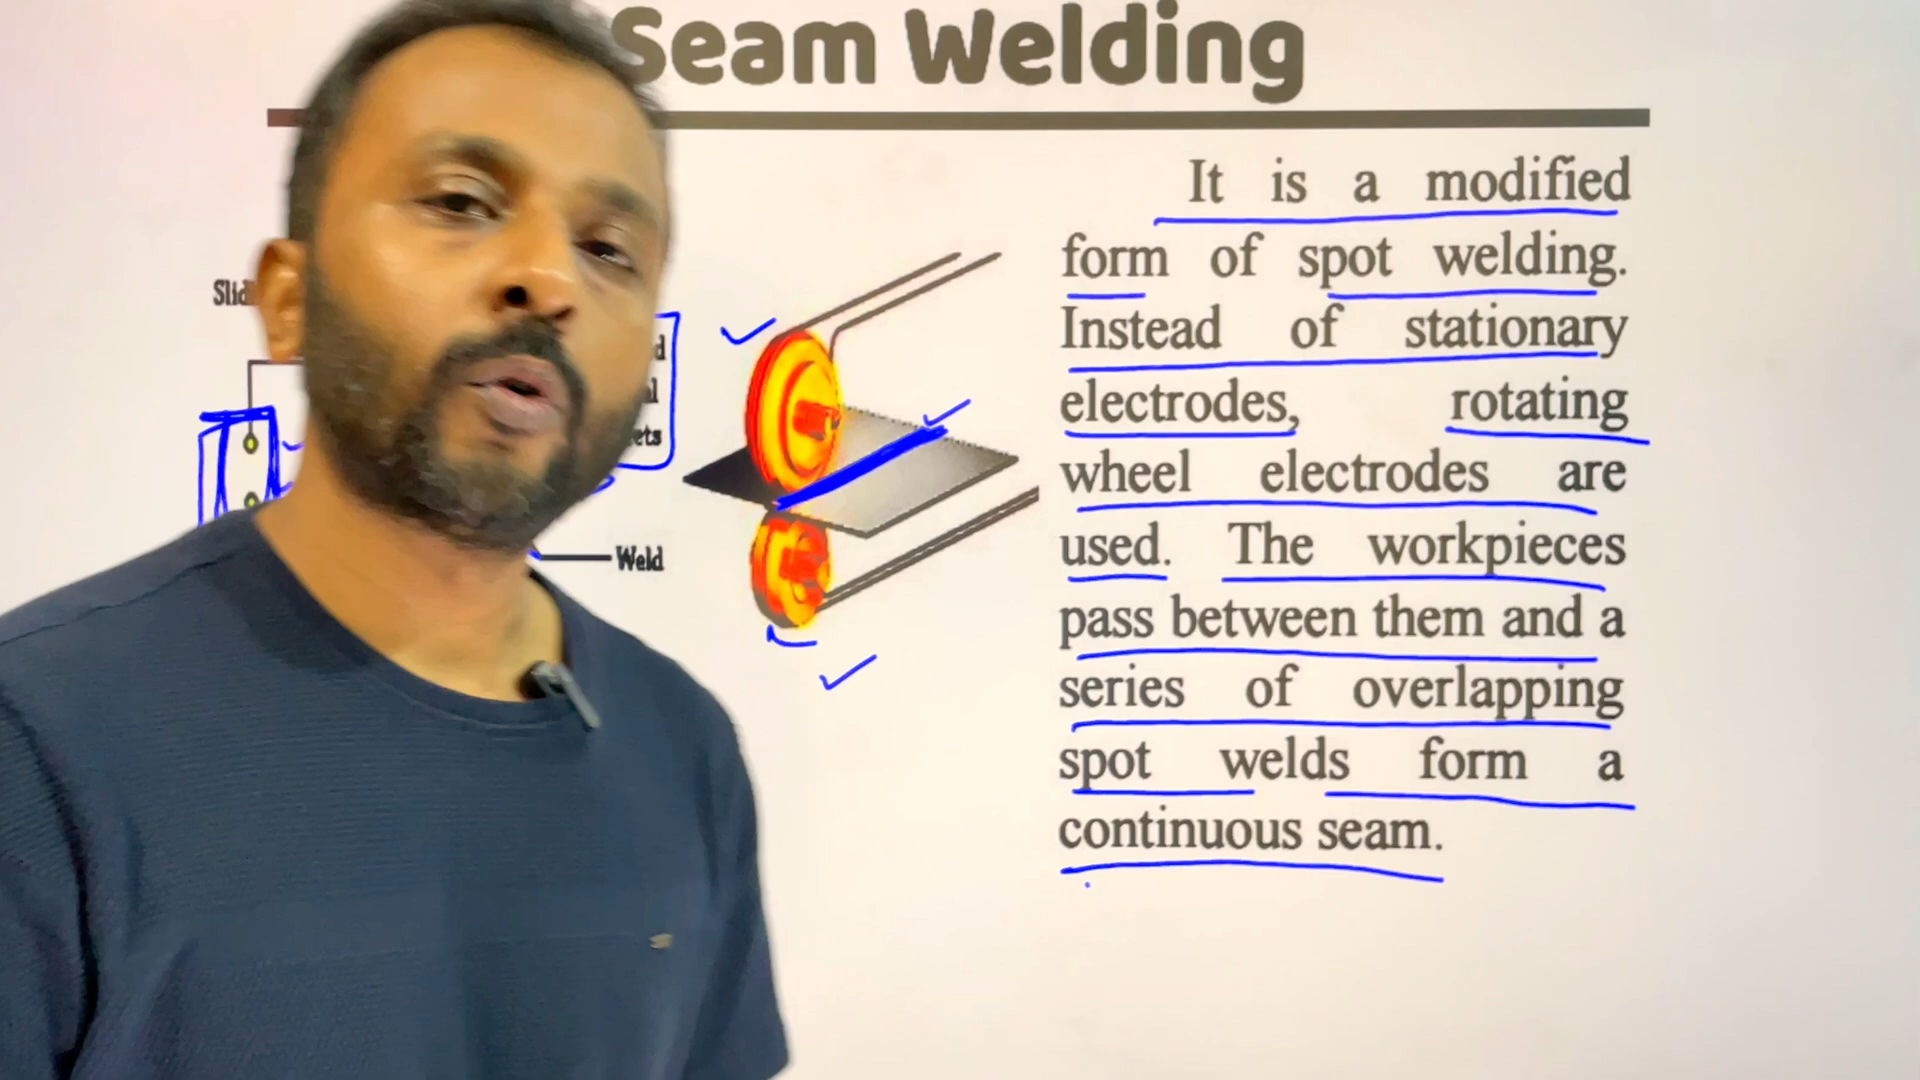 Seam Welding
It is a modified
form of spot welding.
Instead of stationary
electrodes, rotating
wheel electrodes are
used. The workpieces
pass between them and a
series of overlapping
spot welds form a
continuous seam.
Weld